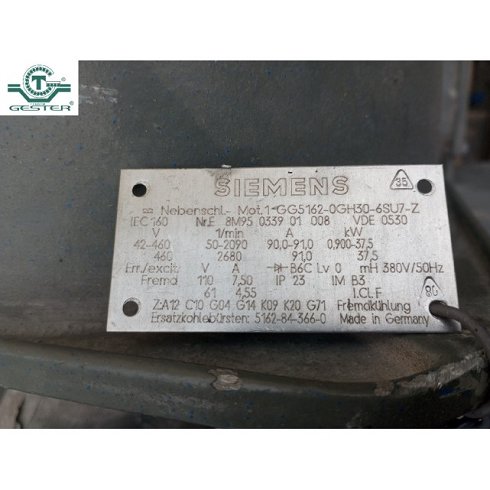 T
GESTER
SIEMENS
35
Nebenschl.- Mot. 1-GG5162-0GH30-6SU7-Z
IEC 160 Nr.E 8M95 0339 01 008 VDE 0530
V 1/min A kW
42-460 50-2090 90,0-91,0 0,900-37,5
460 2680 91,0 37,5
Err./excit. V A B6C Lv 0 mH 380V/50Hz
Fremd 110 7,50 IP 23 IM B3
61 4,55 I.CL.F
Z:A12 C10 G04 G14 K09 K20 G71 Fremdkühlung
Ersatzkohlebürsten: 5162-84-366-0 Made in Germany